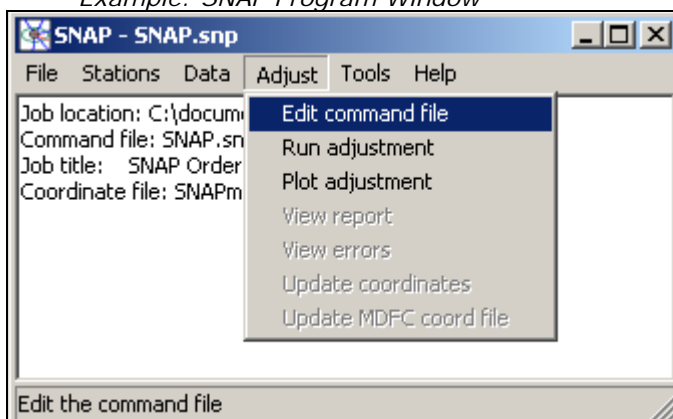 Example: SNAP Program Window
SNAP - SNAP.snp
File Stations Data Adjust Tools Help
Job location: C:\docum
Command file: SNAP.sn
Job title: SNAP Order
Coordinate file: SNAPm
Edit command file
Run adjustment
Plot adjustment
View report
View errors
Update coordinates
Update MDFC coord file
Edit the command file